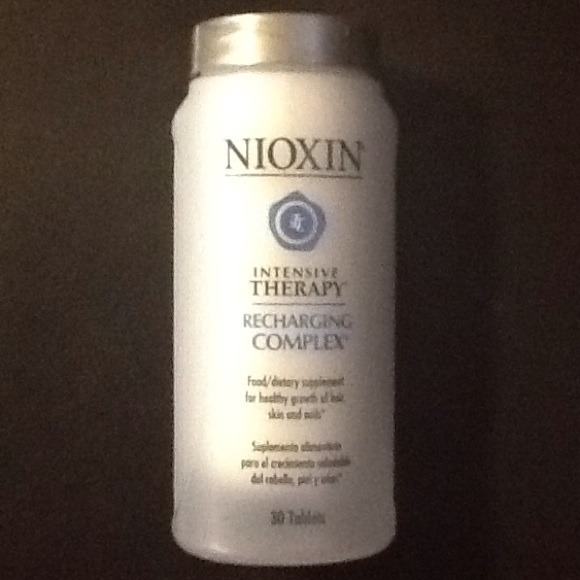 NIOXIN®
INTENSIVE
THERAPY™
RECHARGING
COMPLEX®
Food/dietary supplement
for healthy growth of hair,
skin and nails*
Suplemento alimenticio
para el crecimiento saludable
del cabello, piel y uñas*
30 Tablets